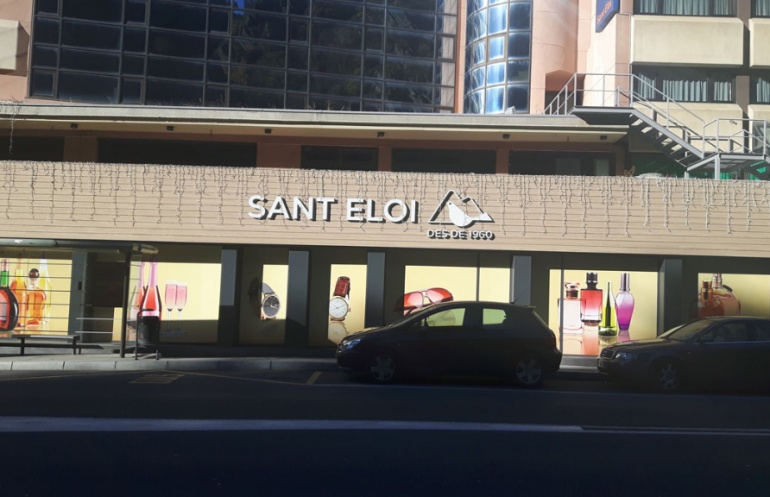 SANT ELOI
DES DE 1960